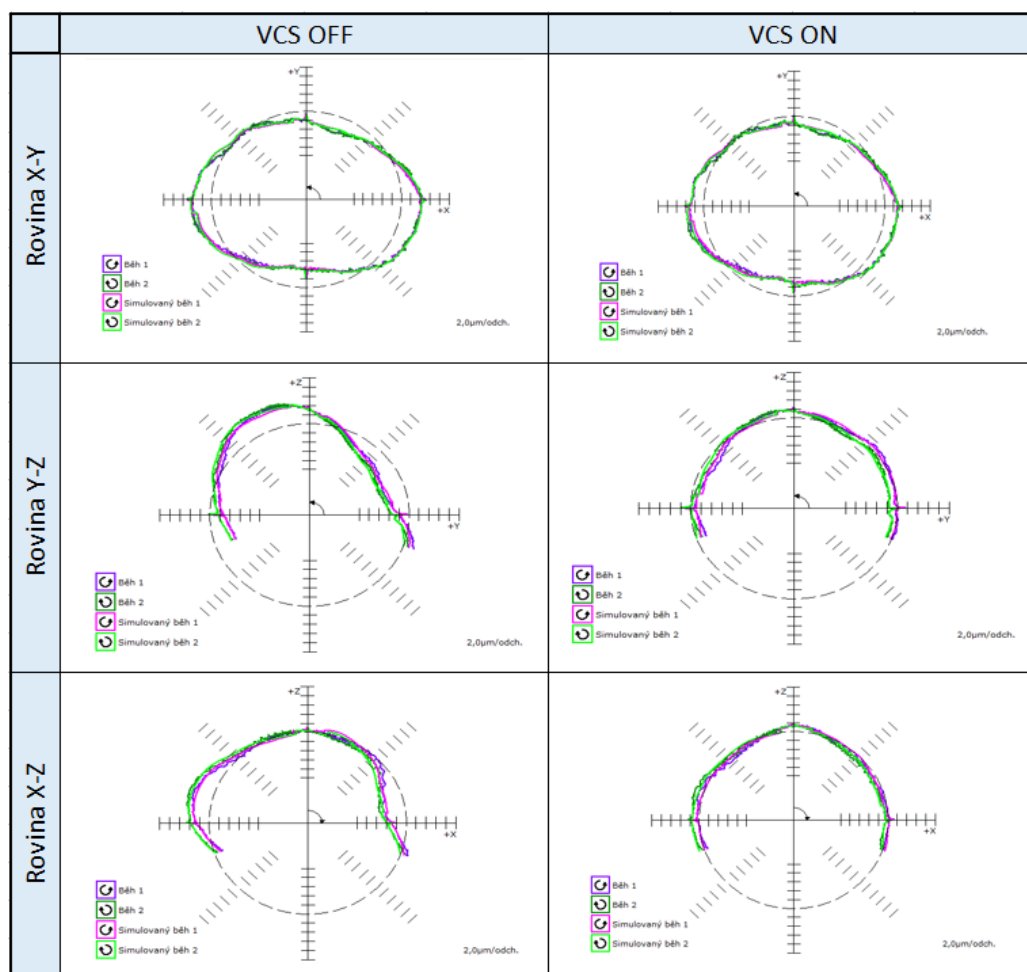 VCS OFF
VCS ON
Rovina X-Y
+Y
+X
Běh 1
Běh 2
Simulovaný běh 1
Simulovaný běh 2
2,0µm/odch.
+Y
+X
Běh 1
Běh 2
Simulovaný běh 1
Simulovaný běh 2
2,0µm/odch.
Rovina Y-Z
+Z
+Y
Běh 1
Běh 2
Simulovaný běh 1
Simulovaný běh 2
2,0µm/odch.
+Z
+Y
Běh 1
Běh 2
Simulovaný běh 1
Simulovaný běh 2
2,0µm/odch.
Rovina X-Z
+Z
+X
Běh 1
Běh 2
Simulovaný běh 1
Simulovaný běh 2
2,0µm/odch.
+Z
+X
Běh 1
Běh 2
Simulovaný běh 1
Simulovaný běh 2
2,0µm/odch.